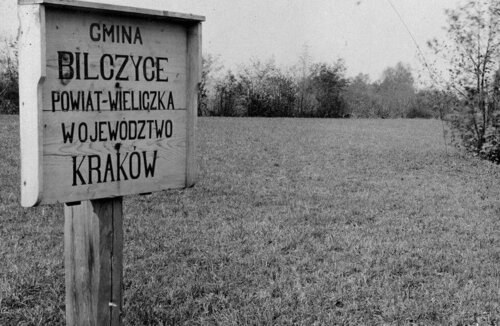 GMINA
BILCZYCE
POWIAT-WIELICZKA
WOJEWÓDZTWO
KRAKÓW